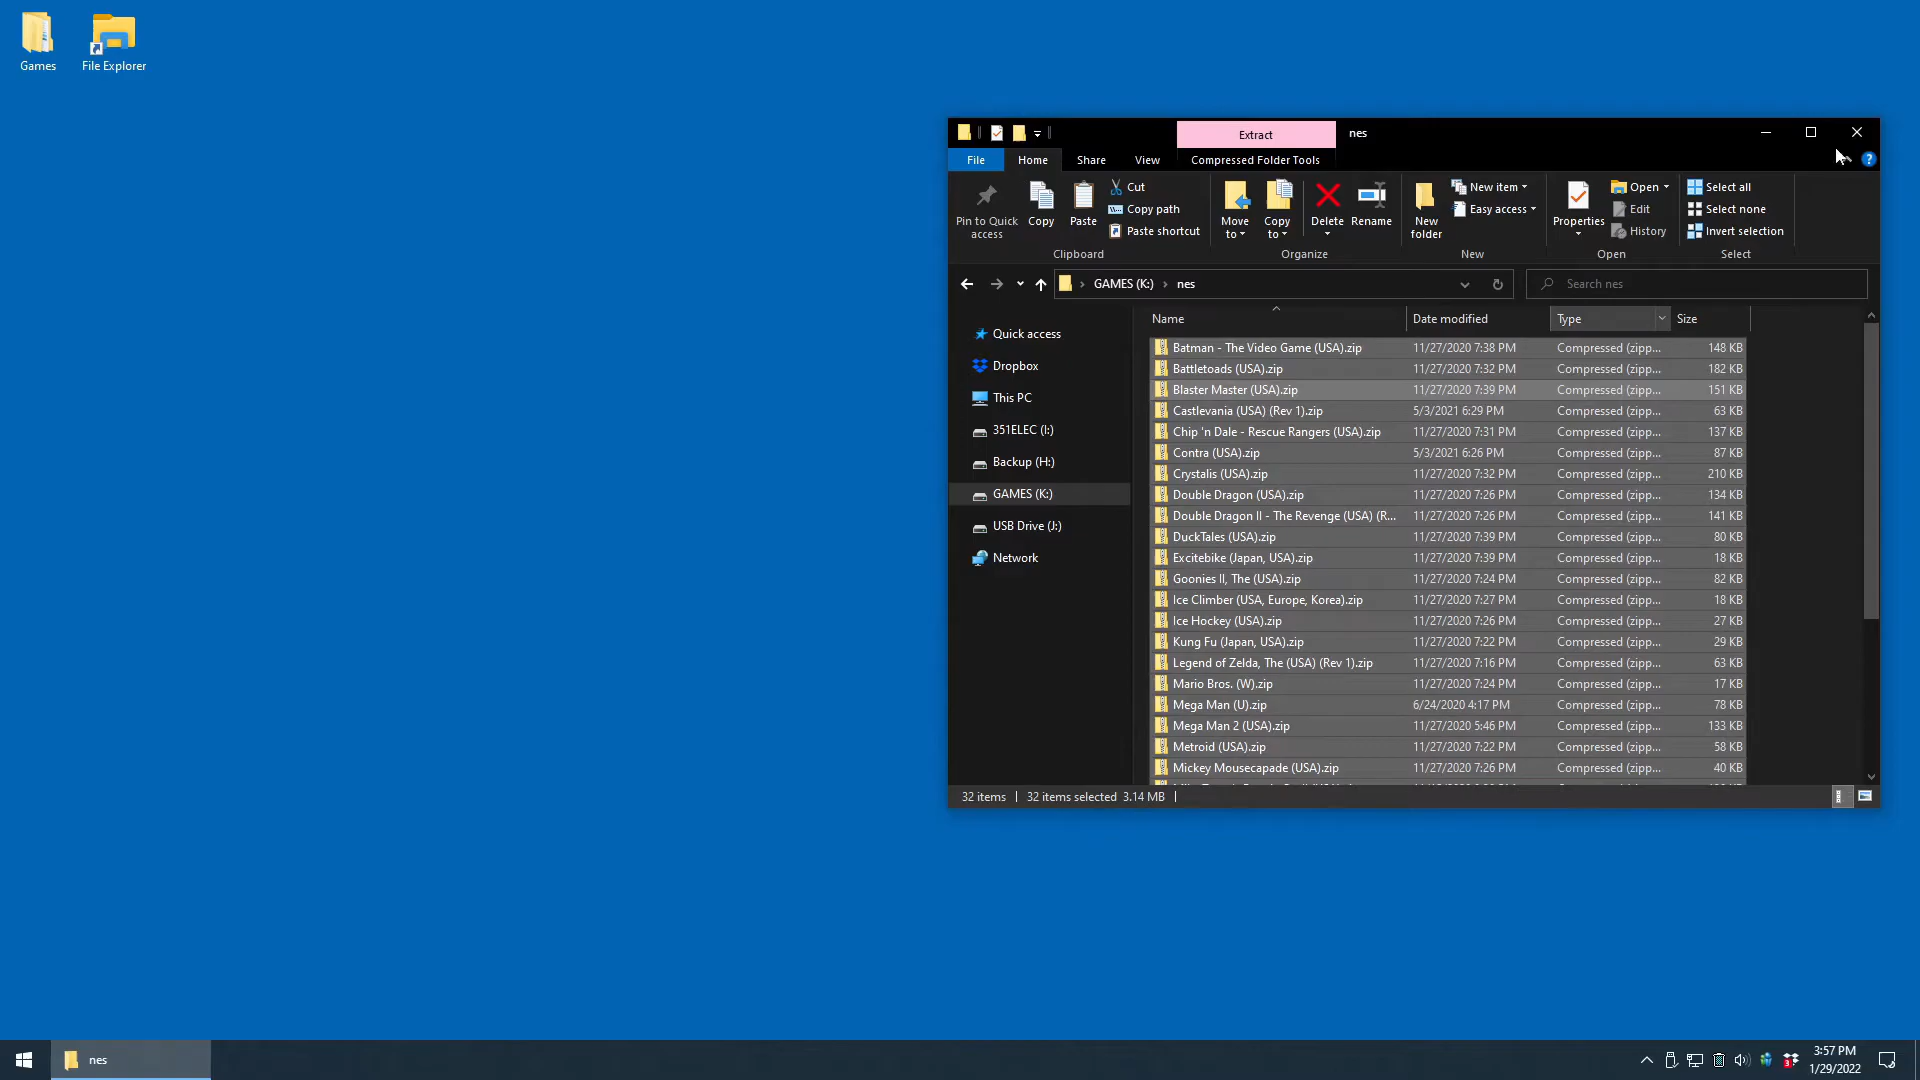 Games
File Explorer
Extract
nes
File
Home
Share
View
Compressed Folder Tools
Pin to Quick
access
Copy
Paste
Cut
Copy path
Paste shortcut
Clipboard
Move
to
Copy
to
Delete
Rename
Organize
New
folder
New item
Easy access
New
Properties
Open
Edit
History
Open
Select all
Select none
Invert selection
Select
GAMES (K:) › nes
Search nes
Quick access
Dropbox
This PC
351ELEC (I:)
Backup (H:)
GAMES (K:)
USB Drive (J:)
Network
Name Date modified Type Size
Batman - The Video Game (USA).zip 11/27/2020 7:38 PM Compressed (zipp... 148 KB
Battletoads (USA).zip 11/27/2020 7:32 PM Compressed (zipp... 182 KB
Blaster Master (USA).zip 11/27/2020 7:39 PM Compressed (zipp... 151 KB
Castlevania (USA) (Rev 1).zip 5/3/2021 6:29 PM Compressed (zipp... 63 KB
Chip 'n Dale - Rescue Rangers (USA).zip 11/27/2020 7:31 PM Compressed (zipp... 137 KB
Contra (USA).zip 5/3/2021 6:26 PM Compressed (zipp... 87 KB
Crystalis (USA).zip 11/27/2020 7:32 PM Compressed (zipp... 210 KB
Double Dragon (USA).zip 11/27/2020 7:26 PM Compressed (zipp... 134 KB
Double Dragon II - The Revenge (USA) (R... 11/27/2020 7:26 PM Compressed (zipp... 141 KB
DuckTales (USA).zip 11/27/2020 7:39 PM Compressed (zipp... 80 KB
Excitebike (Japan, USA).zip 11/27/2020 7:39 PM Compressed (zipp... 18 KB
Goonies II, The (USA).zip 11/27/2020 7:24 PM Compressed (zipp... 82 KB
Ice Climber (USA, Europe, Korea).zip 11/27/2020 7:27 PM Compressed (zipp... 18 KB
Ice Hockey (USA).zip 11/27/2020 7:26 PM Compressed (zipp... 27 KB
Kung Fu (Japan, USA).zip 11/27/2020 7:22 PM Compressed (zipp... 29 KB
Legend of Zelda, The (USA) (Rev 1).zip 11/27/2020 7:16 PM Compressed (zipp... 63 KB
Mario Bros. (W).zip 11/27/2020 7:24 PM Compressed (zipp... 17 KB
Mega Man (U).zip 6/24/2020 4:17 PM Compressed (zipp... 78 KB
Mega Man 2 (USA).zip 11/27/2020 5:46 PM Compressed (zipp... 133 KB
Metroid (USA).zip 11/27/2020 7:22 PM Compressed (zipp... 58 KB
Mickey Mousecapade (USA).zip 11/27/2020 7:26 PM Compressed (zipp... 40 KB
32 items 32 items selected 3.14 MB
nes
3:57 PM
1/29/2022